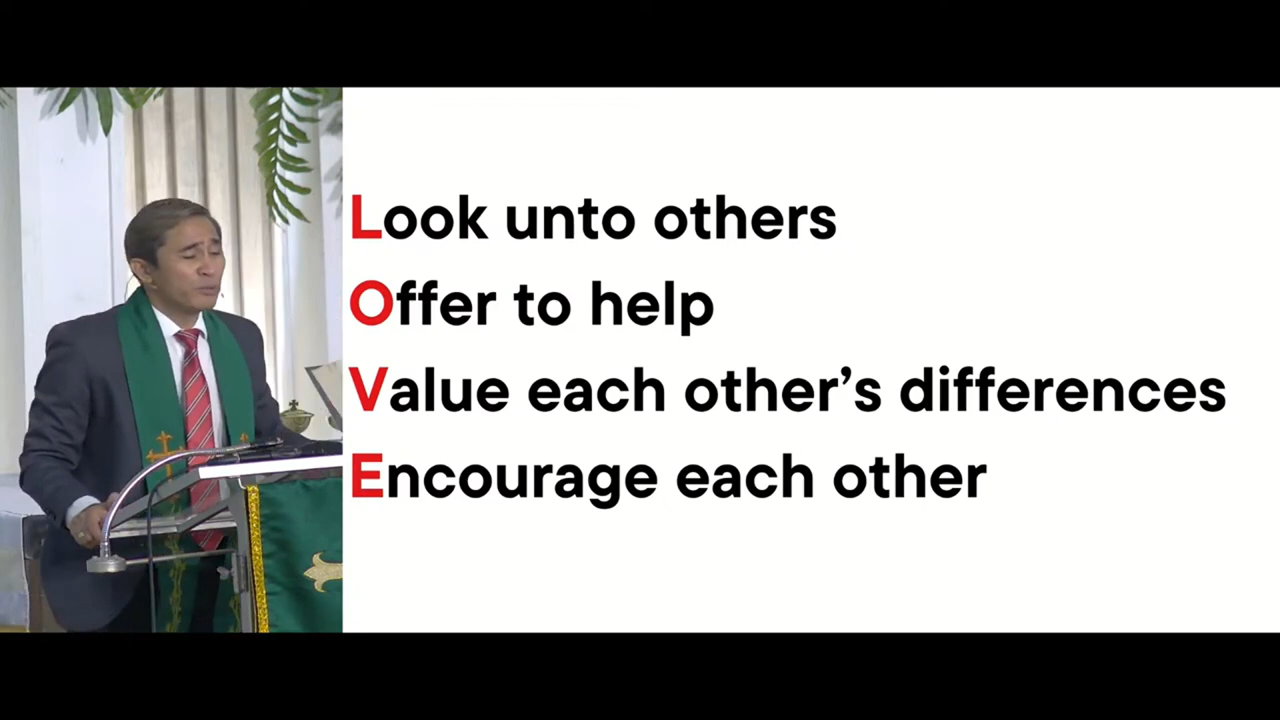 Look unto others
Offer to help
Value each other’s differences
Encourage each other